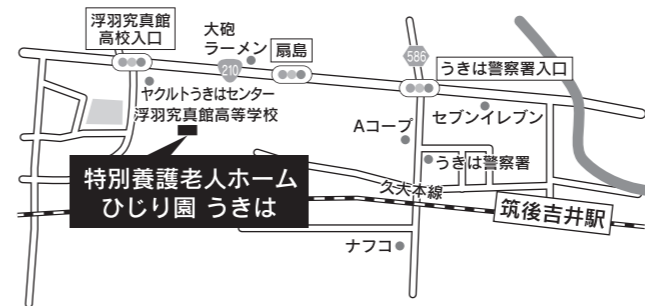 浮羽究真館
高校入口
大砲
ラーメン
扇島
210
586
うきは警察署入口
ヤクルトうきはセンター
浮羽究真館高等学校
Aコープ
セブンイレブン
うきは警察署
特別養護老人ホーム
ひじり園 うきは
久大本線
筑後吉井駅
ナフコ